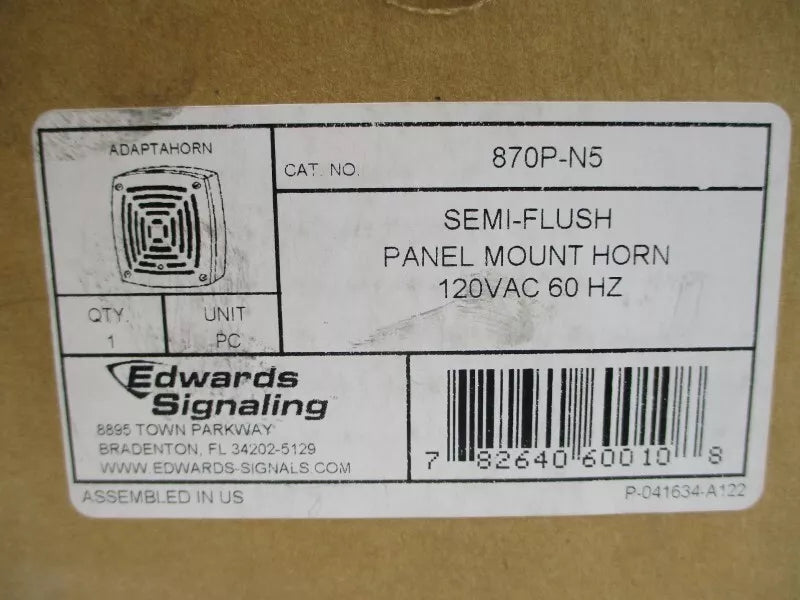 ADAPTAHORN
CAT. NO. 870P-N5
SEMI-FLUSH
PANEL MOUNT HORN
120VAC 60 HZ
QTY UNIT
1 PC
Edwards
Signaling
8895 TOWN PARKWAY
BRADENTON, FL 34202-5129
WWW.EDWARDS-SIGNALS.COM
7 82640 60010 8
ASSEMBLED IN US
P-041634-A122